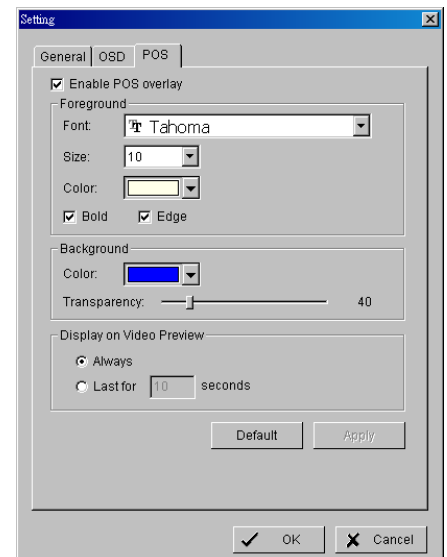 Setting
General OSD POS
Enable POS overlay
Foreground
Font: Tahoma
Size: 10
Color:
Bold Edge
Background
Color:
Transparency: 40
Display on Video Preview
Always
Last for 10 seconds
Default Apply
OK Cancel